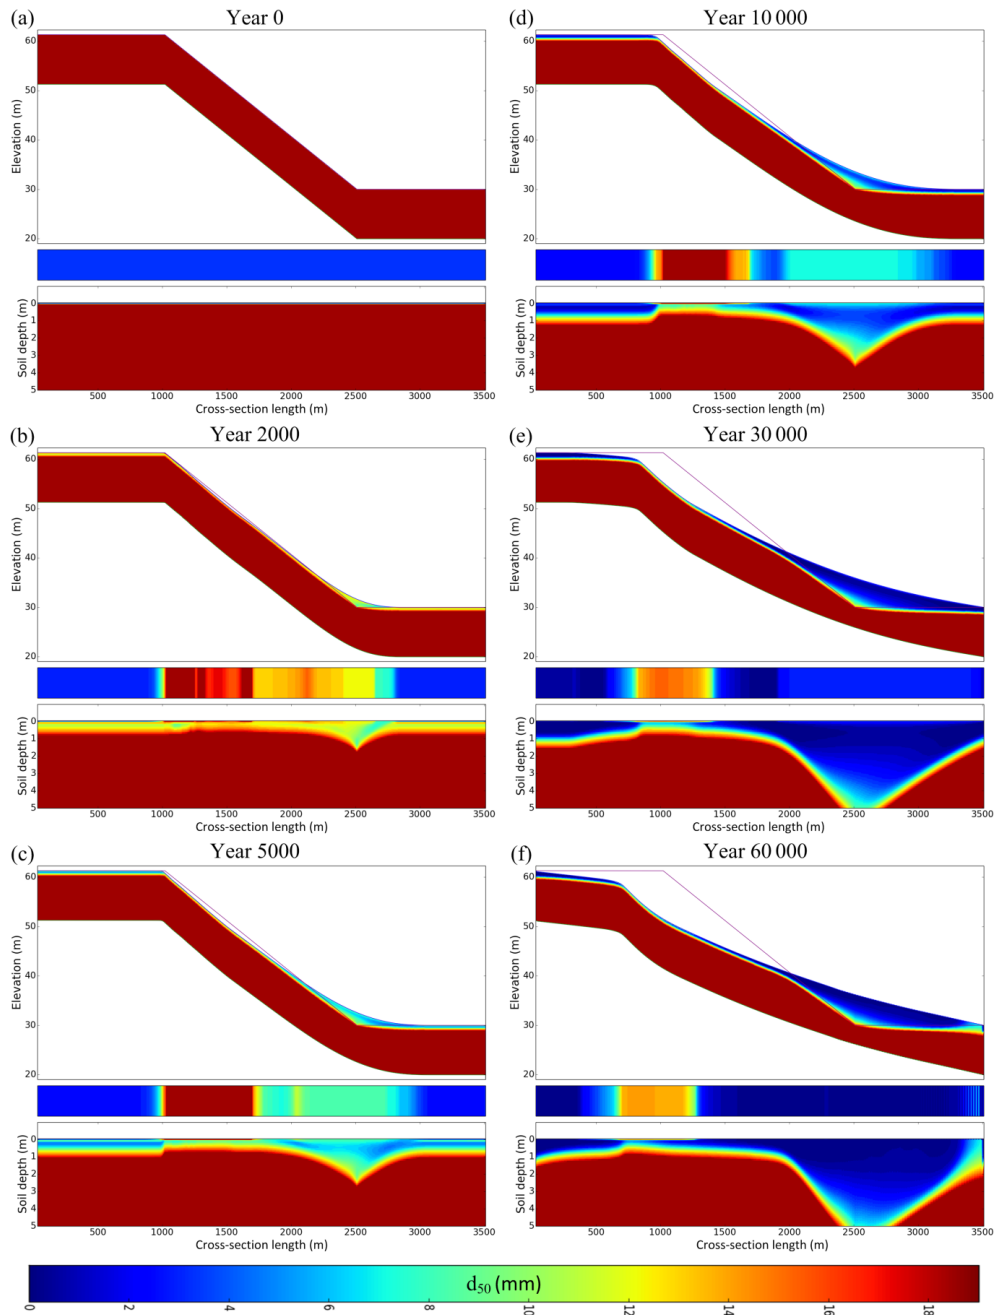 (a)
Year 0
60
50
40
30
20
Elevation (m)
0
1
2
3
4
5
Soil depth (m)
500 1000 1500 2000 2500 3000 3500
Cross-section length (m)
(b)
Year 2000
60
50
40
30
20
Elevation (m)
0
1
2
3
4
5
Soil depth (m)
500 1000 1500 2000 2500 3000 3500
Cross-section length (m)
(c)
Year 5000
60
50
40
30
20
Elevation (m)
0
1
2
3
4
5
Soil depth (m)
500 1000 1500 2000 2500 3000 3500
Cross-section length (m)
(d)
Year 10 000
60
50
40
30
20
Elevation (m)
0
1
2
3
4
5
Soil depth (m)
500 1000 1500 2000 2500 3000 3500
Cross-section length (m)
(e)
Year 30 000
60
50
40
30
20
Elevation (m)
0
1
2
3
4
5
Soil depth (m)
500 1000 1500 2000 2500 3000 3500
Cross-section length (m)
(f)
Year 60 000
60
50
40
30
20
Elevation (m)
0
1
2
3
4
5
Soil depth (m)
500 1000 1500 2000 2500 3000 3500
Cross-section length (m)
d50 (mm)
0 2 4 6 8 10 12 14 16 18